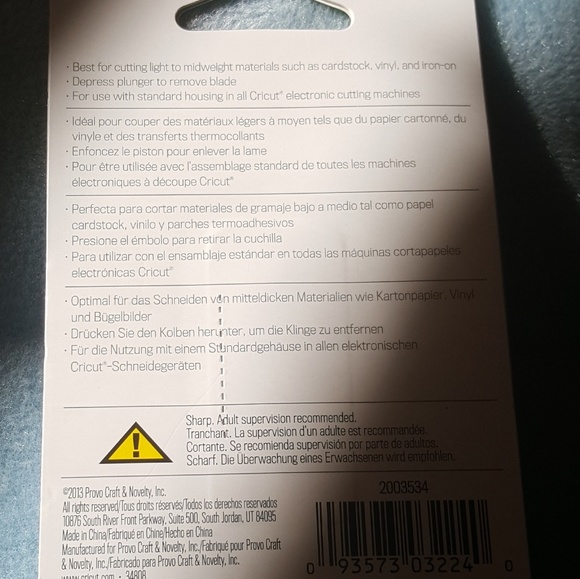 · Best for cutting light to midweight materials such as cardstock, vinyl, and iron-on
· Depress plunger to remove blade
· For use with standard housing in all Cricut® electronic cutting machines
· Idéal pour couper des matériaux légers à moyen tels que du papier cartonné, du
vinyle et des transferts thermocollants
· Enfoncez le piston pour enlever la lame
· Pour être utilisée avec l'assemblage standard de toutes les machines
électroniques à découpe Cricut®
· Perfecta para cortar materiales de gramaje bajo a medio tal como papel
cardstock, vinilo y parches termoadhesivos
· Presione el émbolo para retirar la cuchilla
· Para utilizar con el ensamblaje estándar en todas las máquinas cortapapeles
electrónicas Cricut®
· Optimal für das Schneiden von mitteldicken Materialien wie Kartonpapier, Vinyl
und Bügelbilder
· Drücken Sie den Kolben herunter, um die Klinge zu entfernen
· Für die Nutzung mit einem Standardgehäuse in allen elektronischen
Cricut®-Schneidegeräten
Sharp. Adult supervision recommended.
Tranchant. La supervision d'un adulte est recommandée.
Cortante. Se recomienda supervisión por parte de adultos.
Scharf. Die Überwachung eines Erwachsenen wird empfohlen.
©2013 Provo Craft & Novelty, Inc.
All rights reserved/Tous droits réservés/Todos los derechos reservados
10876 South River Front Parkway, Suite 500, South Jordan, UT 84095
Made in China/Fabriqué en Chine/Hecho en China
Manufactured for Provo Craft & Novelty, Inc./Fabriqué pour Provo Craft
& Novelty, Inc./Fabricado para Provo Craft & Novelty, Inc.
www.cricut.com · 34808
2003534
0 93573 03224 0